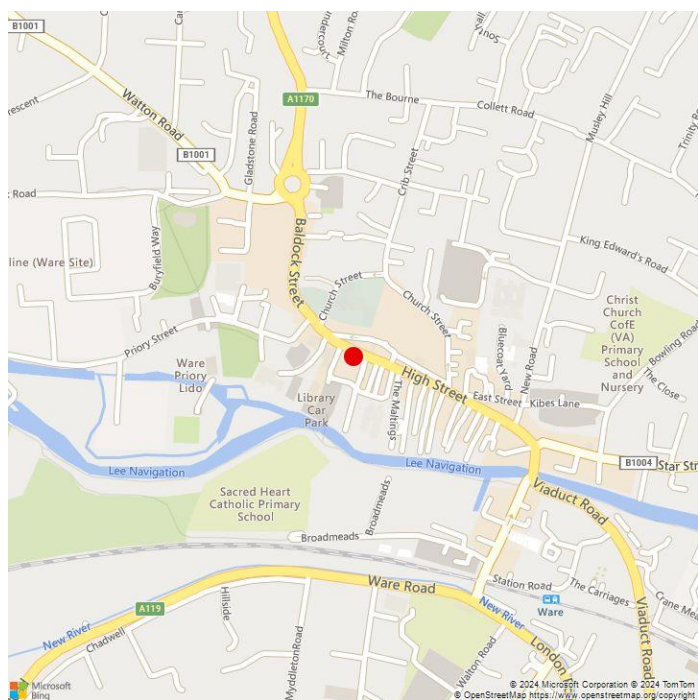 B1001
Milton Road
The Bourne
Collett Road
A1170
Watton Road
Gladstone Road
B1001
Crib Street
Musley Hill
Road
Buryfield Way
line (Ware Site)
Baldock Street
King Edward's Road
Church Street
Church Street
Priory Street
Christ
Church
CofE
(VA)
Primary
School
and
Nursery
Bowling Road
The Close
Bluecoat Yard
New Road
Ware
Priory
Lido
Library
Car
Park
High Street
The Maltings
East Street
Kibes Lane
Lee Navigation
Lee Navigation
B1004
Star Str
Sacred Heart
Catholic Primary
School
Broadmeads
Broadmeads
Viaduct Road
Ware Road
Station Road
The Carriages
Crane Mea
Ware
Viaduct Road
A119
New River
New River
Hillside
Chadwell
Myddleton Road
Walton Road
London
Microsoft
Bing
© 2024 Microsoft Corporation © 2024 TomTom
© OpenStreetMap https://www.openstreetmap.org/copyright